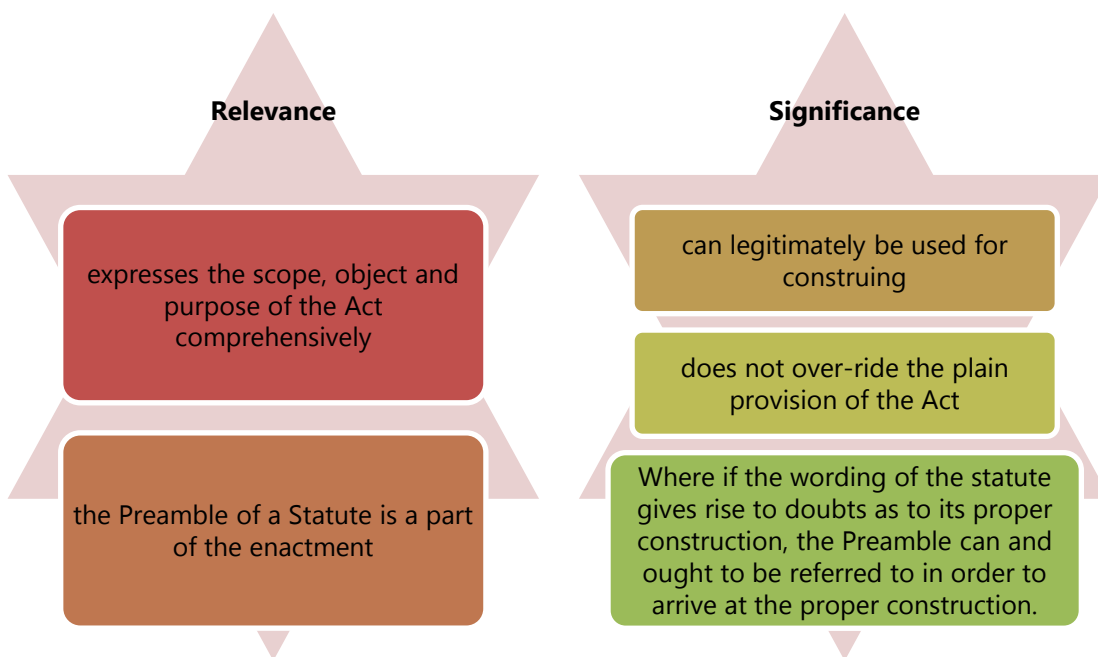 Relevance
expresses the scope, object and
purpose of the Act
comprehensively
the Preamble of a Statute is a part
of the enactment
Significance
can legitimately be used for
construing
does not over-ride the plain
provision of the Act
Where if the wording of the statute
gives rise to doubts as to its proper
construction, the Preamble can and
ought to be referred to in order to
arrive at the proper construction.